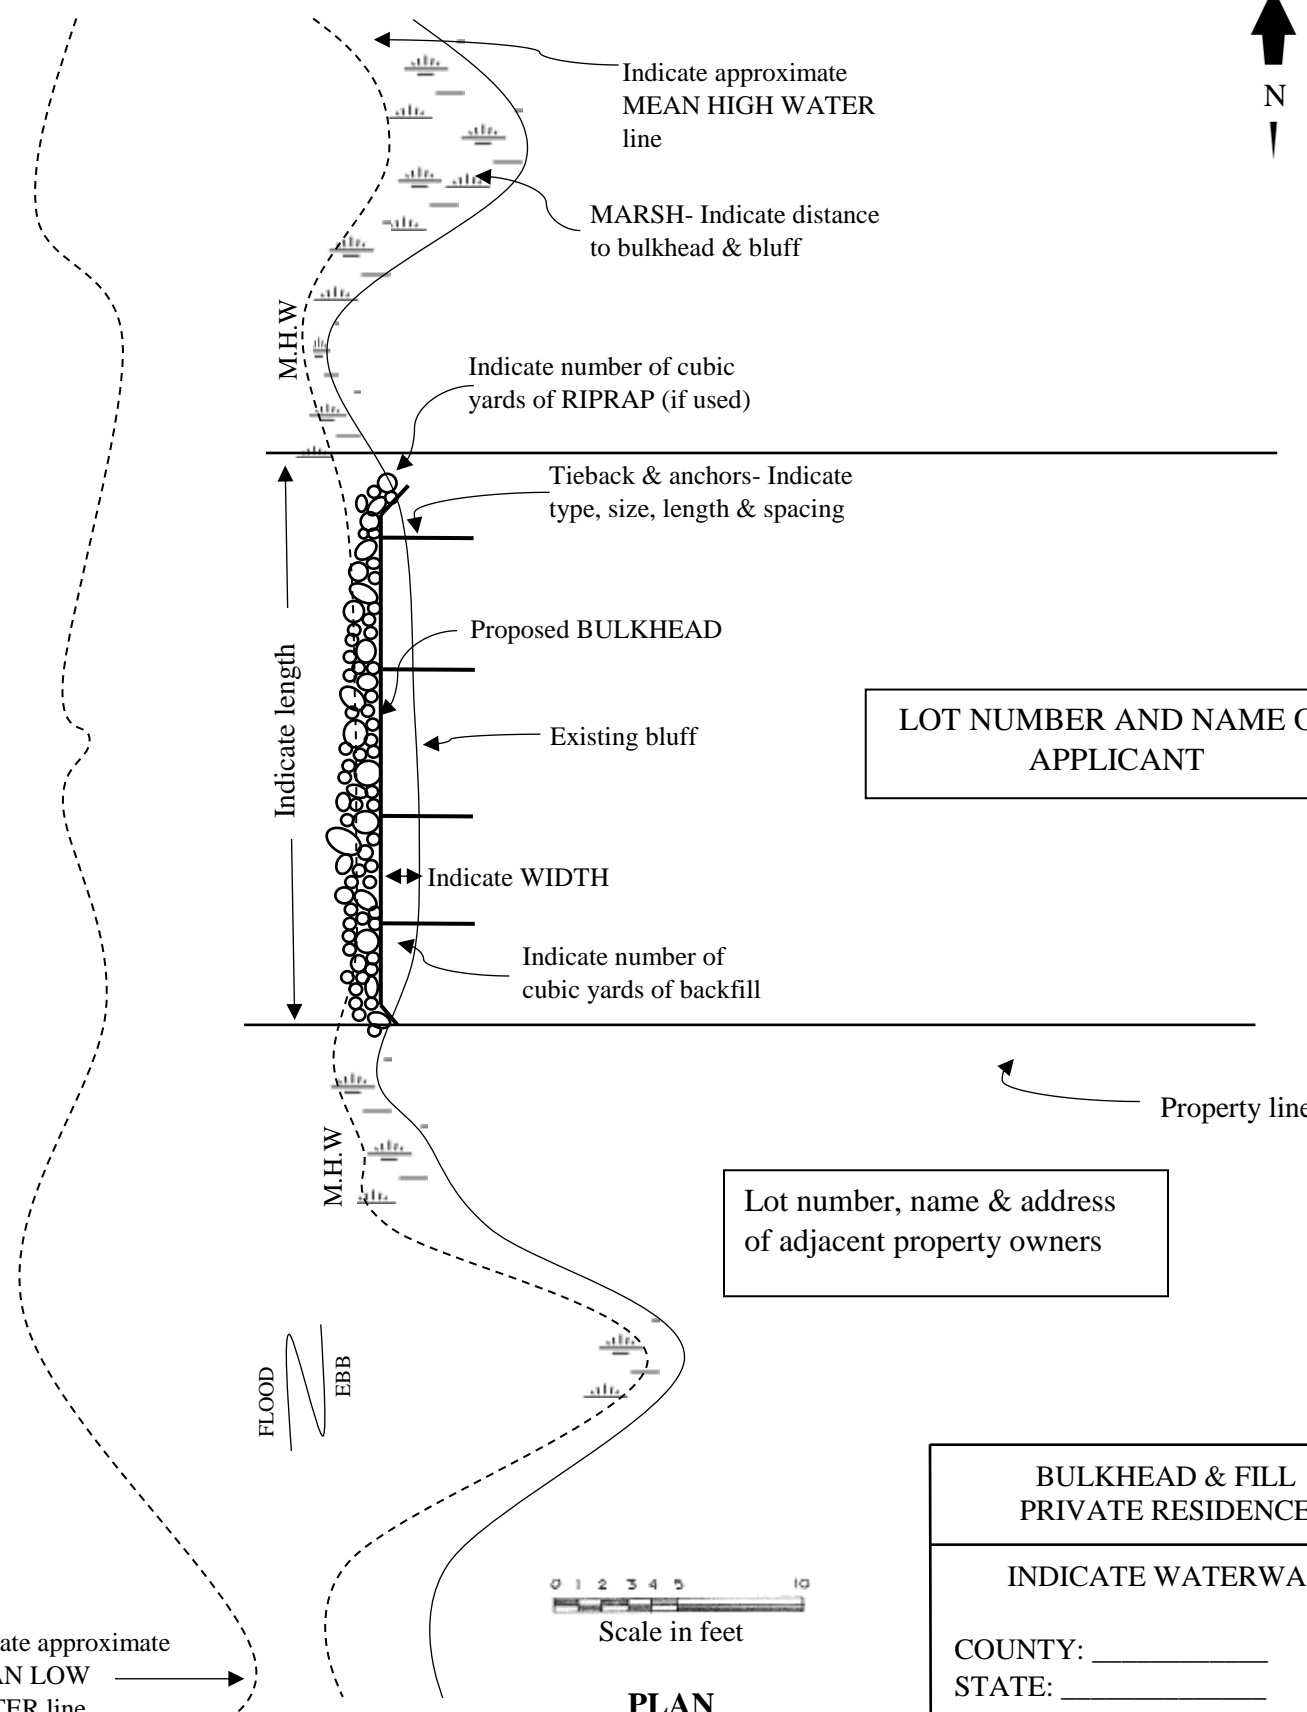 Indicate approximate
MEAN HIGH WATER
line
N
MARSH- Indicate distance
to bulkhead & bluff
M.H.W
Indicate number of cubic
yards of RIPRAP (if used)
Tieback & anchors- Indicate
type, size, length & spacing
Proposed BULKHEAD
Indicate length
Existing bluff
LOT NUMBER AND NAME O
APPLICANT
Indicate WIDTH
Indicate number of
cubic yards of backfill
Property line
M.H.W
Lot number, name & address
of adjacent property owners
FLOOD
EBB
BULKHEAD & FILL
PRIVATE RESIDENCE
INDICATE WATERWA
0 1 2 3 4 5 10
Scale in feet
COUNTY: ____________
STATE: ______________
ate approximate
AN LOW
TER line
PLAN